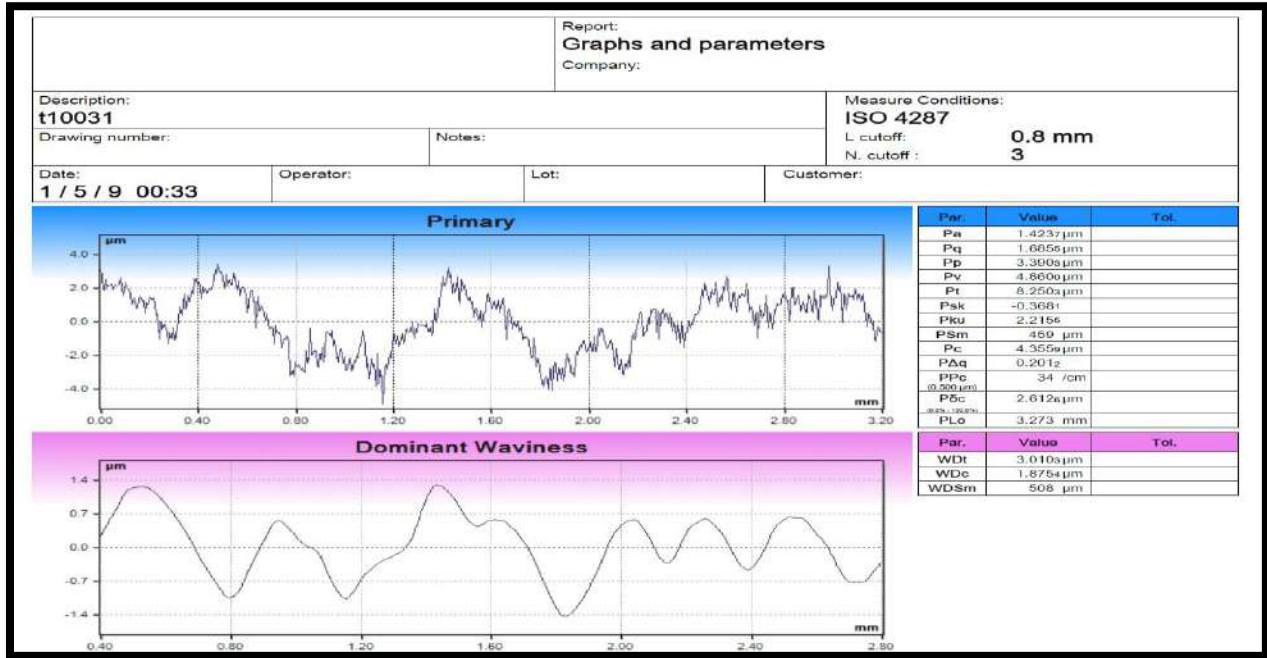 Report:
Graphs and parameters
Company:
Description:
t10031
Measure Conditions:
ISO 4287
L cutoff: 0.8 mm
N. cutoff : 3
Drawing number:
Notes:
Date:
1 / 5 / 9 00:33
Operator:
Lot:
Customer:
Primary
µm
4.0
2.0
0.0
-2.0
-4.0
mm
0.00 0.40 0.80 1.20 1.60 2.00 2.40 2.80 3.20
Par. Value Tol.
Pa 1.4237 µm
Pq 1.6855 µm
Pp 3.3905 µm
Pv 4.8600 µm
Pt 8.2503 µm
Psk -0.3681
Pku 2.2156
PSm 459 µm
Pc 4.3559 µm
PΔq 0.2012
PPc 34 /cm
(0.500 µm)
Pδc 2.6126 µm
PLo 3.273 mm
Dominant Waviness
µm
1.4
0.7
0.0
-0.7
-1.4
mm
0.40 0.80 1.20 1.60 2.00 2.40 2.80
Par. Value Tol.
WDt 3.0103 µm
WDc 1.8754 µm
WDSm 508 µm